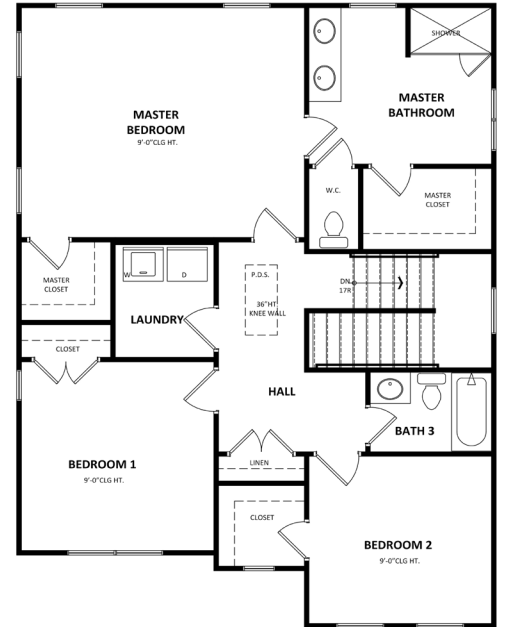 SHOWER
MASTER
BEDROOM
9'-0"CLG HT.
MASTER
BATHROOM
W.C.
MASTER
CLOSET
MASTER
CLOSET
W
D
LAUNDRY
P.D.S.
36"HT
KNEE WALL
DN
17R
CLOSET
HALL
BATH 3
BEDROOM 1
9'-0"CLG HT.
LINEN
CLOSET
BEDROOM 2
9'-0"CLG HT.